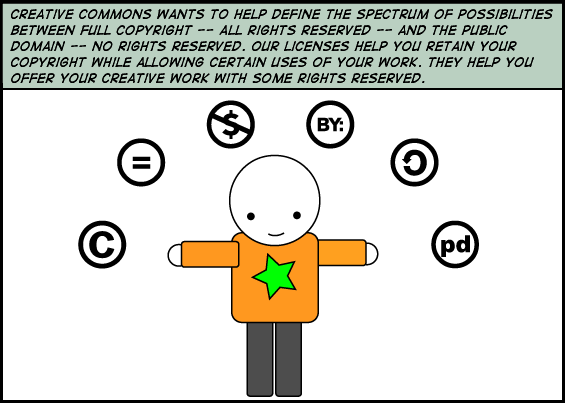 CREATIVE COMMONS WANTS TO HELP DEFINE THE SPECTRUM OF POSSIBILITIES
BETWEEN FULL COPYRIGHT -- ALL RIGHTS RESERVED -- AND THE PUBLIC
DOMAIN -- NO RIGHTS RESERVED. OUR LICENSES HELP YOU RETAIN YOUR
COPYRIGHT WHILE ALLOWING CERTAIN USES OF YOUR WORK. THEY HELP YOU
OFFER YOUR CREATIVE WORK WITH SOME RIGHTS RESERVED.
$
BY:
=
C
pd